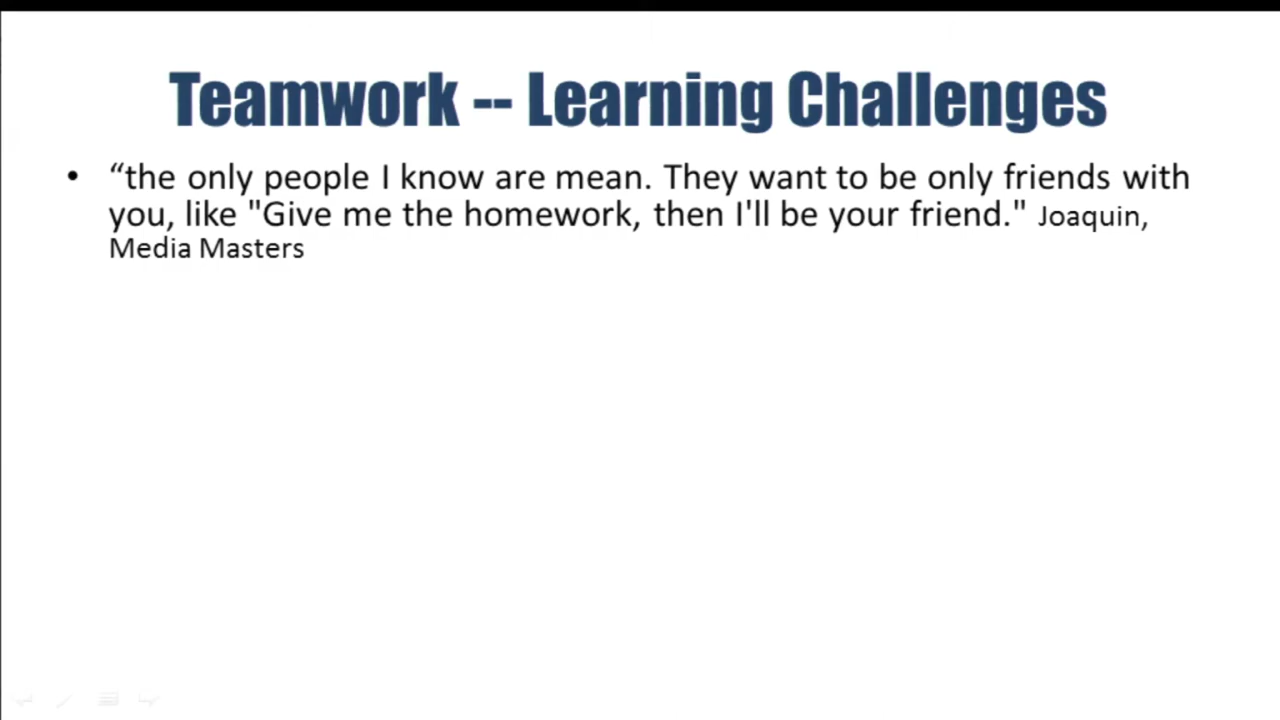 Teamwork -- Learning Challenges
• “the only people I know are mean. They want to be only friends with
you, like "Give me the homework, then I'll be your friend." Joaquin,
Media Masters